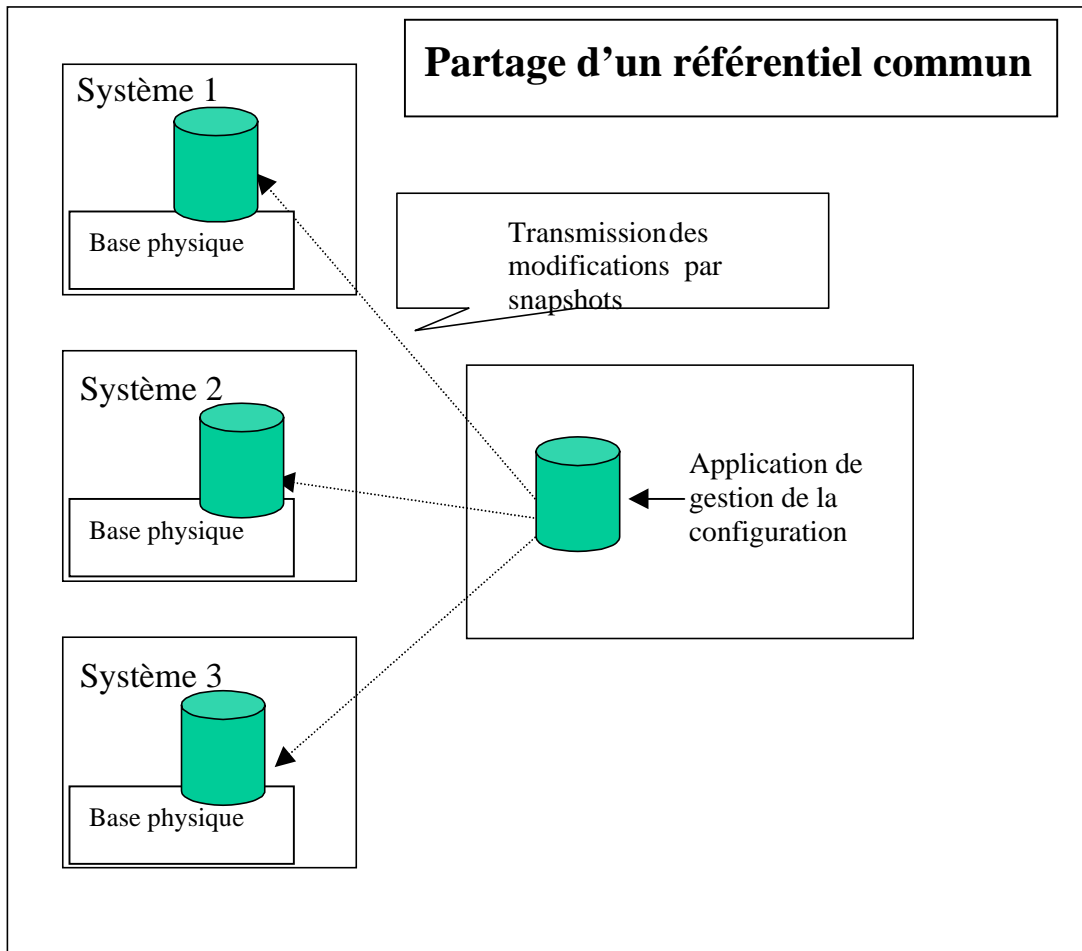 Partage d'un référentiel commun
Système 1
Base physique
Transmission des
modifications par
snapshots
Système 2
Base physique
Application de
gestion de la
configuration
Système 3
Base physique